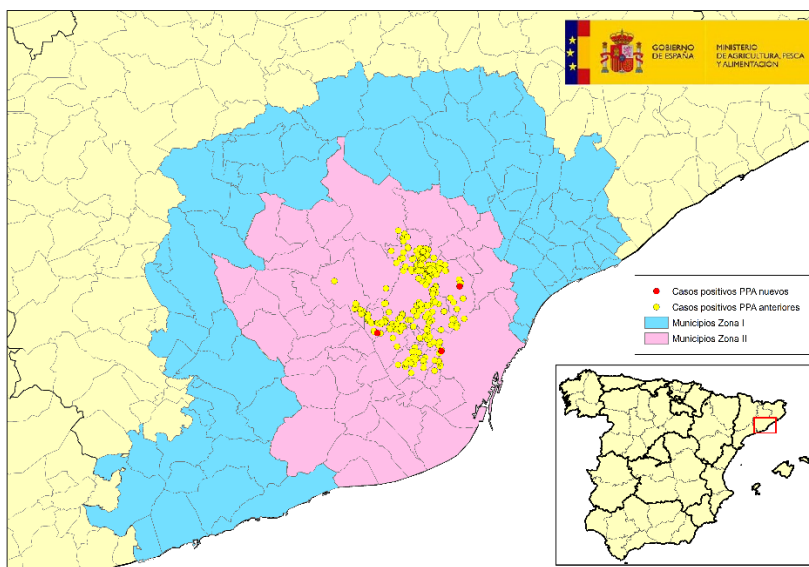 GOBIERNO
DE ESPAÑA
MINISTERIO
DE AGRICULTURA, PESCA
Y ALIMENTACIÓN
Casos positivos PPA nuevos
Casos positivos PPA anteriores
Municipios Zona I
Municipios Zona II